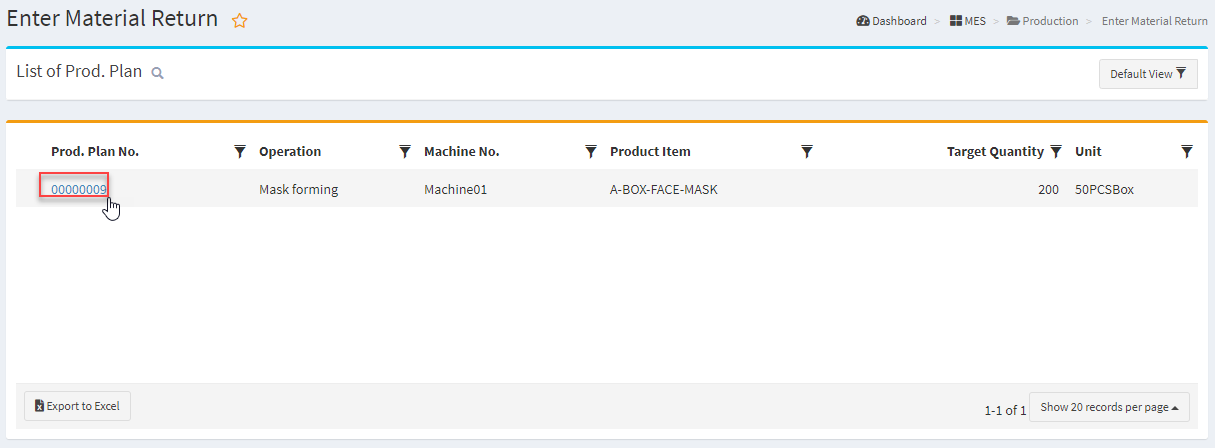 Enter Material Return
Dashboard > MES > Production > Enter Material Return
List of Prod. Plan
Default View
Prod. Plan No. Operation Machine No. Product Item Target Quantity Unit
00000009 Mask forming Machine01 A-BOX-FACE-MASK 200 50PCSBox
Export to Excel
1-1 of 1 Show 20 records per page